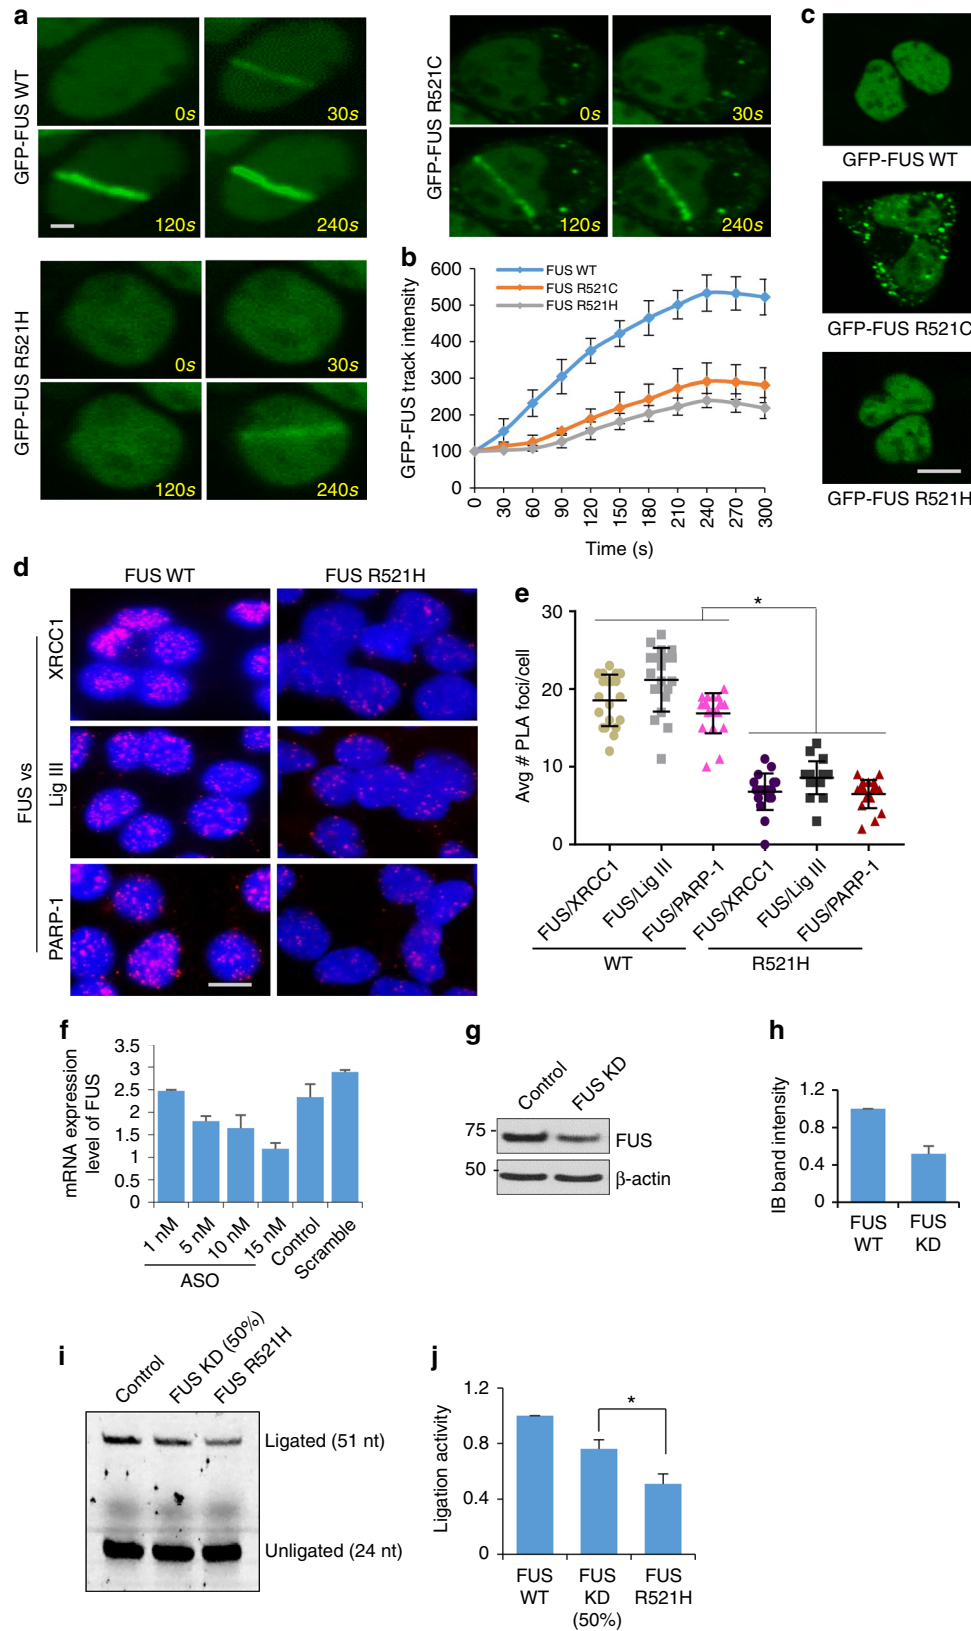 a
GFP-FUS WT
0s
30s
120s
240s
GFP-FUS R521C
0s
30s
120s
240s
GFP-FUS R521H
0s
30s
120s
240s
b
GFP-FUS track intensity
600
500
400
300
200
100
0
FUS WT
FUS R521C
FUS R521H
0 30 60 90 120 150 180 210 240 270 300
Time (s)
c
GFP-FUS WT
GFP-FUS R521C
GFP-FUS R521H
d
FUS WT
FUS R521H
FUS vs
XRCC1
Lig III
PARP-1
e
Avg # PLA foci/cell
30
20
10
0
*
FUS/XRCC1
FUS/Lig III
FUS/PARP-1
FUS/XRCC1
FUS/Lig III
FUS/PARP-1
WT
R521H
f
mRNA expression
level of FUS
3.5
3
2.5
2
1.5
1
0.5
0
1 nM
5 nM
10 nM
15 nM
Control
Scramble
ASO
g
Control
FUS KD
75
50
FUS
β-actin
h
IB band intensity
1.2
0.8
0.4
0
FUS WT
FUS KD
i
Control
FUS KD (50%)
FUS R521H
Ligated (51 nt)
Unligated (24 nt)
j
Ligation activity
1.2
0.8
0.4
0
*
FUS WT
FUS KD (50%)
FUS R521H